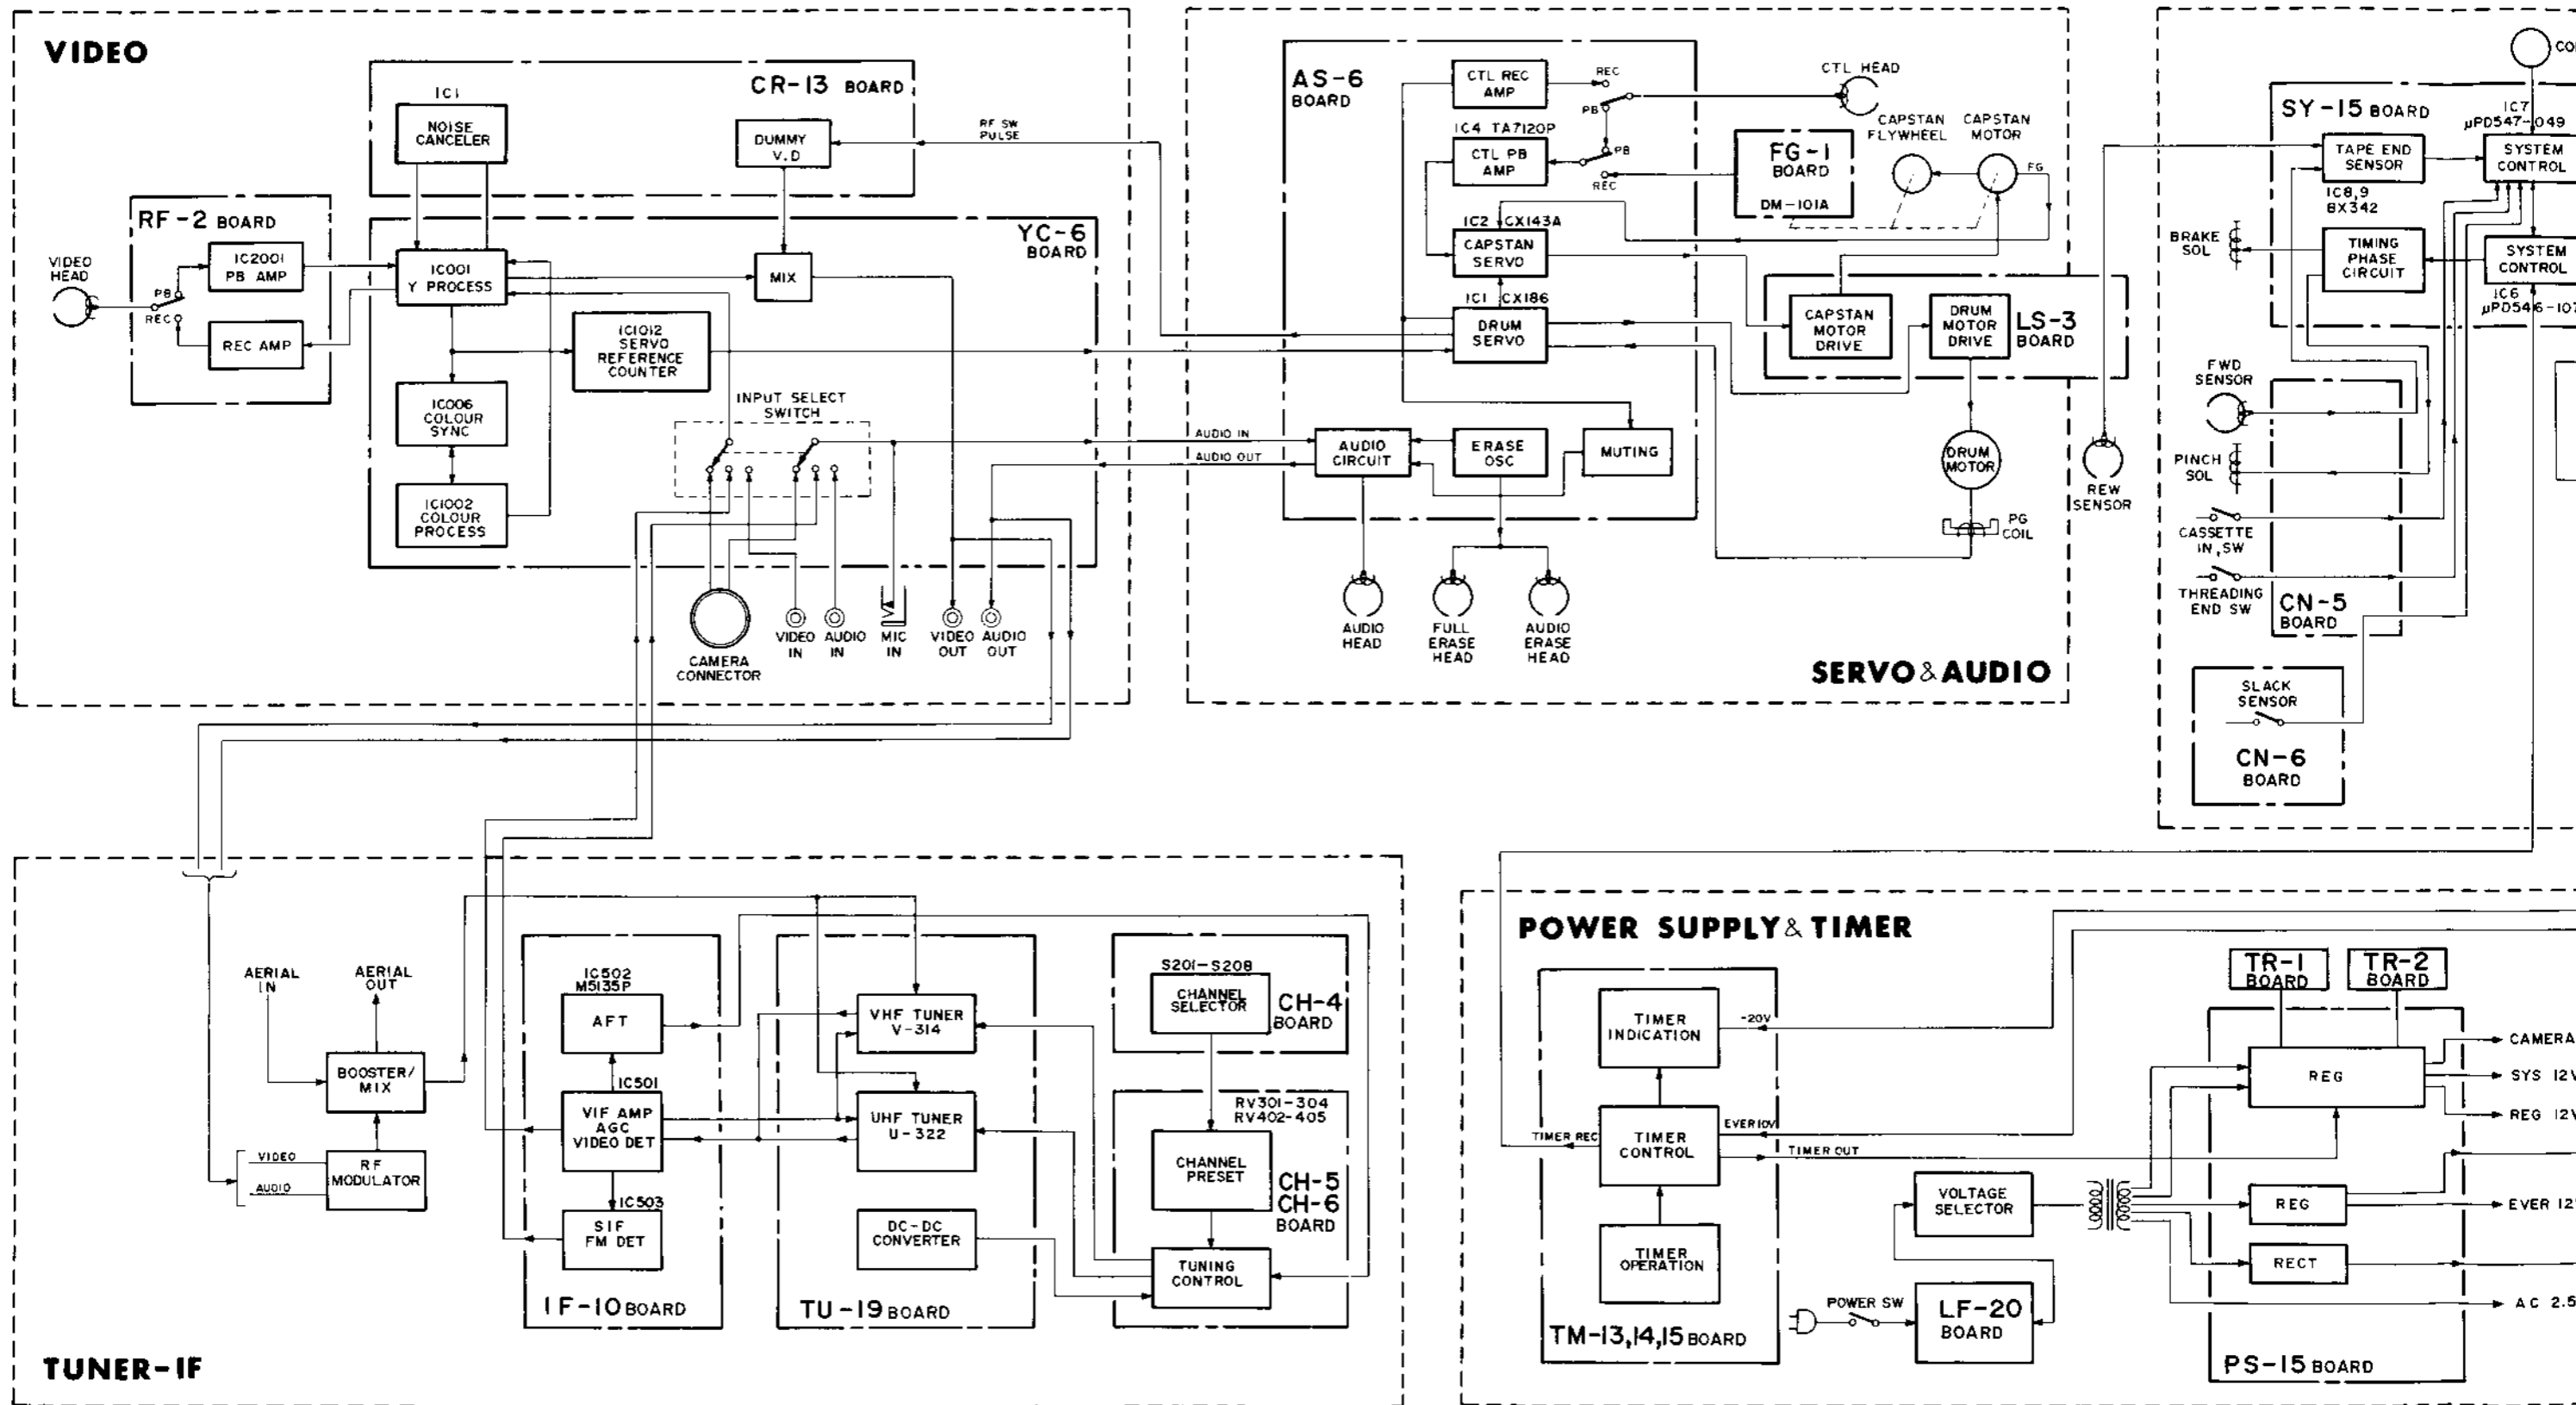 VIDEO
CR-13 BOARD
IC1
NOISE
CANCELER
DUMMY
V.D
RF SW
PULSE
RF-2 BOARD
VIDEO
HEAD
PB
REC
IC2001
PB AMP
REC AMP
YC-6
BOARD
IC001
Y PROCESS
MIX
IC1012
SERVO
REFERENCE
COUNTER
IC006
COLOUR
SYNC
IC1002
COLOUR
PROCESS
INPUT SELECT
SWITCH
CAMERA
CONNECTOR
VIDEO
IN
AUDIO
IN
MIC
IN
VIDEO
OUT
AUDIO
OUT
AS-6
BOARD
CTL REC
AMP
REC
PB
IC4 TA7120P
CTL PB
AMP
PB
REC
CTL HEAD
FG-1
BOARD
DM-101A
CAPSTAN
FLYWHEEL
CAPSTAN
MOTOR
FG
IC2 CX143A
CAPSTAN
SERVO
IC1 CX186
DRUM
SERVO
CAPSTAN
MOTOR
DRIVE
DRUM
MOTOR
DRIVE
LS-3
BOARD
AUDIO IN
AUDIO OUT
AUDIO
CIRCUIT
ERASE
OSC
MUTING
DRUM
MOTOR
PG
COIL
REW
SENSOR
AUDIO
HEAD
FULL
ERASE
HEAD
AUDIO
ERASE
HEAD
SERVO & AUDIO
SY-15 BOARD
IC7
μPD547-049
TAPE END
SENSOR
SYSTEM
CONTROL
IC8,9
BX342
BRAKE
SOL
TIMING
PHASE
CIRCUIT
SYSTEM
CONTROL
IC6
FWD
SENSOR
PINCH
SOL
CASSETTE
IN, SW
THREADING
END SW
CN-5
BOARD
SLACK
SENSOR
CN-6
BOARD
AERIAL
IN
AERIAL
OUT
BOOSTER/
MIX
VIDEO
AUDIO
RF
MODULATOR
IC502
M5135P
AFT
IC501
VIF AMP
AGC
VIDEO DET
IC503
SIF
FM DET
IF-10 BOARD
VHF TUNER
V-314
UHF TUNER
U-322
DC-DC
CONVERTER
TU-19 BOARD
S201-S208
CHANNEL
SELECTOR
CH-4
BOARD
RV301-304
RV402-405
CHANNEL
PRESET
CH-5
CH-6
BOARD
TUNING
CONTROL
TUNER-IF
POWER SUPPLY & TIMER
TIMER
INDICATION
-20V
TIMER REC
TIMER
CONTROL
EVER 10V
TIMER OUT
TIMER
OPERATION
TM-13,14,15 BOARD
POWER SW
LF-20
BOARD
VOLTAGE
SELECTOR
TR-1
BOARD
TR-2
BOARD
REG
REG
RECT
PS-15 BOARD
CAMERA
SYS 12V
REG 12V
EVER 12
AC 2.5